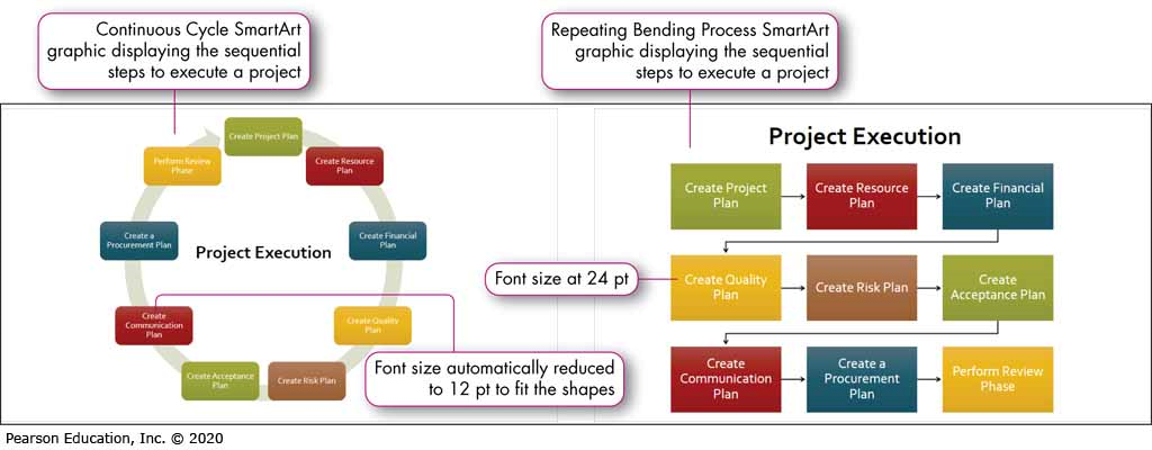 Continuous Cycle SmartArt
graphic displaying the sequential
steps to execute a project
Repeating Bending Process SmartArt
graphic displaying the sequential
steps to execute a project
Create Project Plan
Create Resource
Plan
Create Financial
Plan
Create Quality
Plan
Create Risk Plan
Create Acceptance
Plan
Create
Communication
Plan
Create a
Procurement Plan
Perform Review
Phase
Project Execution
Font size automatically reduced
to 12 pt to fit the shapes
Project Execution
Create Project
Plan
Create Resource
Plan
Create Financial
Plan
Font size at 24 pt
Create Quality
Plan
Create Risk Plan
Create
Acceptance Plan
Create
Communication
Plan
Create a
Procurement
Plan
Perform Review
Phase
Pearson Education, Inc. © 2020